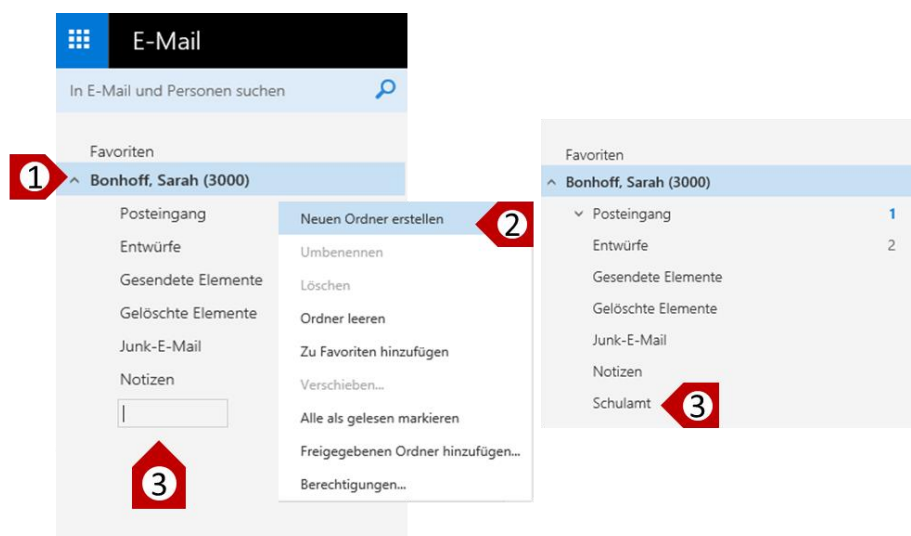 E-Mail
In E-Mail und Personen suchen
Favoriten
1
Bonhoff, Sarah (3000)
Posteingang
Entwürfe
Gesendete Elemente
Gelöschte Elemente
Junk-E-Mail
Notizen
3
Neuen Ordner erstellen
2
Umbenennen
Löschen
Ordner leeren
Zu Favoriten hinzufügen
Verschieben...
Alle als gelesen markieren
Freigegebenen Ordner hinzufügen...
Berechtigungen...
Favoriten
Bonhoff, Sarah (3000)
Posteingang 1
Entwürfe 2
Gesendete Elemente
Gelöschte Elemente
Junk-E-Mail
Notizen
Schulamt 3